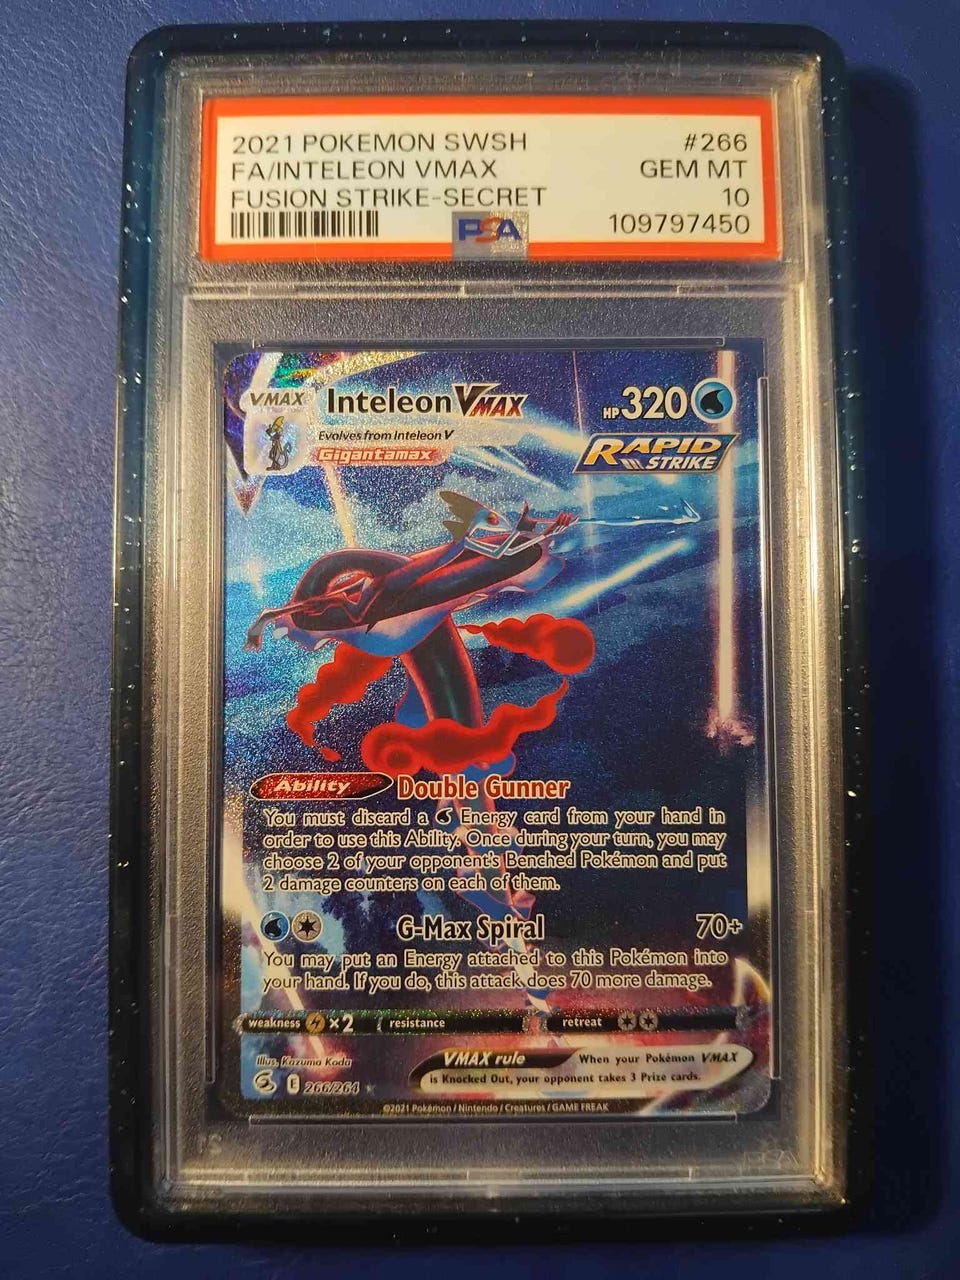 2021 POKEMON SWSH #266
FA/INTELEON VMAX GEM MT
FUSION STRIKE-SECRET 10
PSA 109797450
VMAX Inteleon VMAX HP 320
Evolves from Inteleon V
Gigantamax
RAPID
STRIKE
Ability Double Gunner
You must discard a Energy card from your hand in
order to use this Ability. Once during your turn, you may
choose 2 of your opponent's Benched Pokémon and put
2 damage counters on each of them.
G-Max Spiral 70+
You may put an Energy attached to this Pokémon into
your hand. If you do, this attack does 70 more damage.
weakness ×2 resistance retreat
Illus. Kazuma Koda
VMAX rule When your Pokémon VMAX
is Knocked Out, your opponent takes 3 Prize cards.
E 266/264
©2021 Pokémon / Nintendo / Creatures / GAME FREAK
PSA